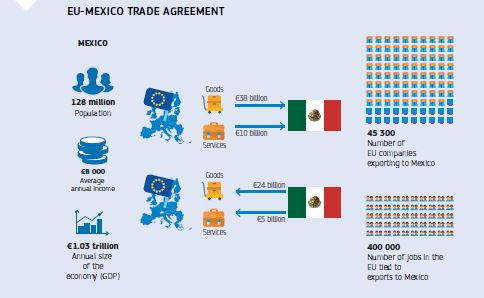 EU-MEXICO TRADE AGREEMENT
MEXICO
128 million
Population
€8 000
Average
annual income
€1.03 trillion
Annual size
of the
economy (GDP)
Goods
€38 billion
€10 billion
Services
Goods
€24 billion
€5 billion
Services
45 300
Number of
EU companies
exporting to Mexico
400 000
Number of jobs in the
EU tied to
exports to Mexico